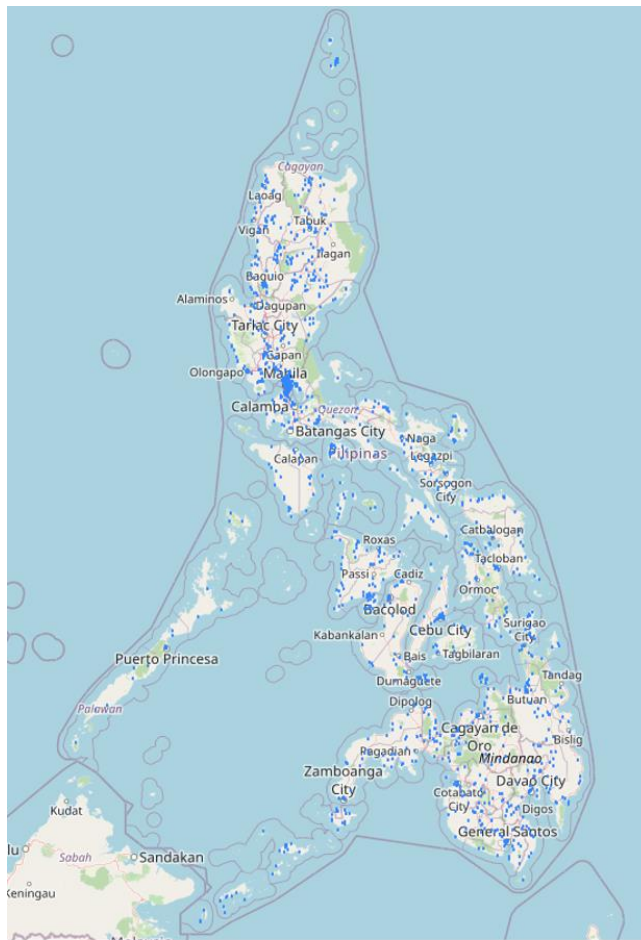 Cagayan
Laoag
Vigan
Tabuk
Ilagan
Baguio
Alaminos
Dagupan
Tarlac City
Gapan
Olongapo
Manila
Calamba
Quezon
Batangas City
Naga
Pilipinas
Legazpi
Calapan
Sorsogon
City
Roxas
Catbalogan
Tacloban
Passi
Cadiz
Ormoc
Bacolod
Kabankalan
Cebu City
Surigao
City
Bais
Tagbilaran
Puerto Princesa
Dumaguete
Tandag
Dipolog
Butuan
Palawan
Cagayan de
Oro
Bislig
Pagadian
Mindanao
Zamboanga
City
Davao City
Cotabato
City
Digos
General Santos
Kudat
Sabah
Sandakan
Keningau